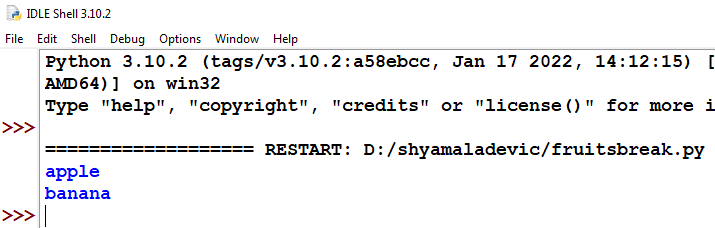 IDLE Shell 3.10.2
File Edit Shell Debug Options Window Help
Python 3.10.2 (tags/v3.10.2:a58ebcc, Jan 17 2022, 14:12:15) [
AMD64)] on win32
Type "help", "copyright", "credits" or "license()" for more i
>>>
=================== RESTART: D:/shyamaladevic/fruitsbreak.py
apple
banana
>>>